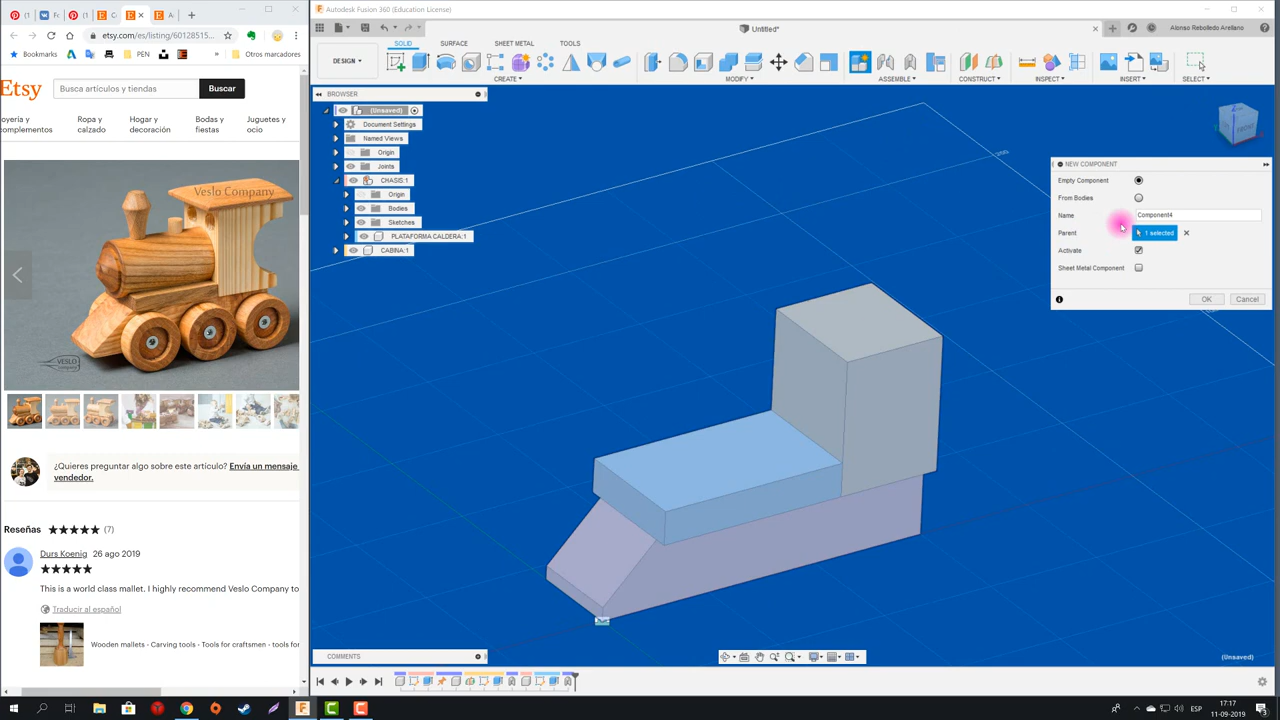 Autodesk Fusion 360 (Education License)
https://www.etsy.com/es/listing/60128515...
Bookmarks
PEN
Otros marcadores
Etsy
Buscar artículos y tiendas
Buscar
oyería y complementos
Ropa y calzado
Hogar y decoración
Bodas y fiestas
Juguetes y ocio
Veslo Company
VESLO company
¿Quieres preguntar algo sobre este artículo? Envía un mensaje
vendedor.
Reseñas ★★★★★ (7)
Durs Koenig 26 ago 2019
★★★★★
This is a world class mallet. I highly recommend Veslo Company to
Traducir al español
Wooden mallets - Carving tools - Tools for craftsmen - tools for
Untitled*
Alonso Rebolledo Arellano
DESIGN
SOLID
SURFACE
SHEET METAL
TOOLS
CREATE
MODIFY
ASSEMBLE
CONSTRUCT
INSPECT
INSERT
SELECT
BROWSER
(Unsaved)
Document Settings
Named Views
Origin
Joints
CHASIS:1
Origin
Bodies
Sketches
PLATAFORMA CALDERA:1
CABINA:1
NEW COMPONENT
Empty Component
From Bodies
Name Component4
Parent 1 selected
Activate
Sheet Metal Component
OK Cancel
COMMENTS
(Unsaved)
ESP
17:17
11-09-2019